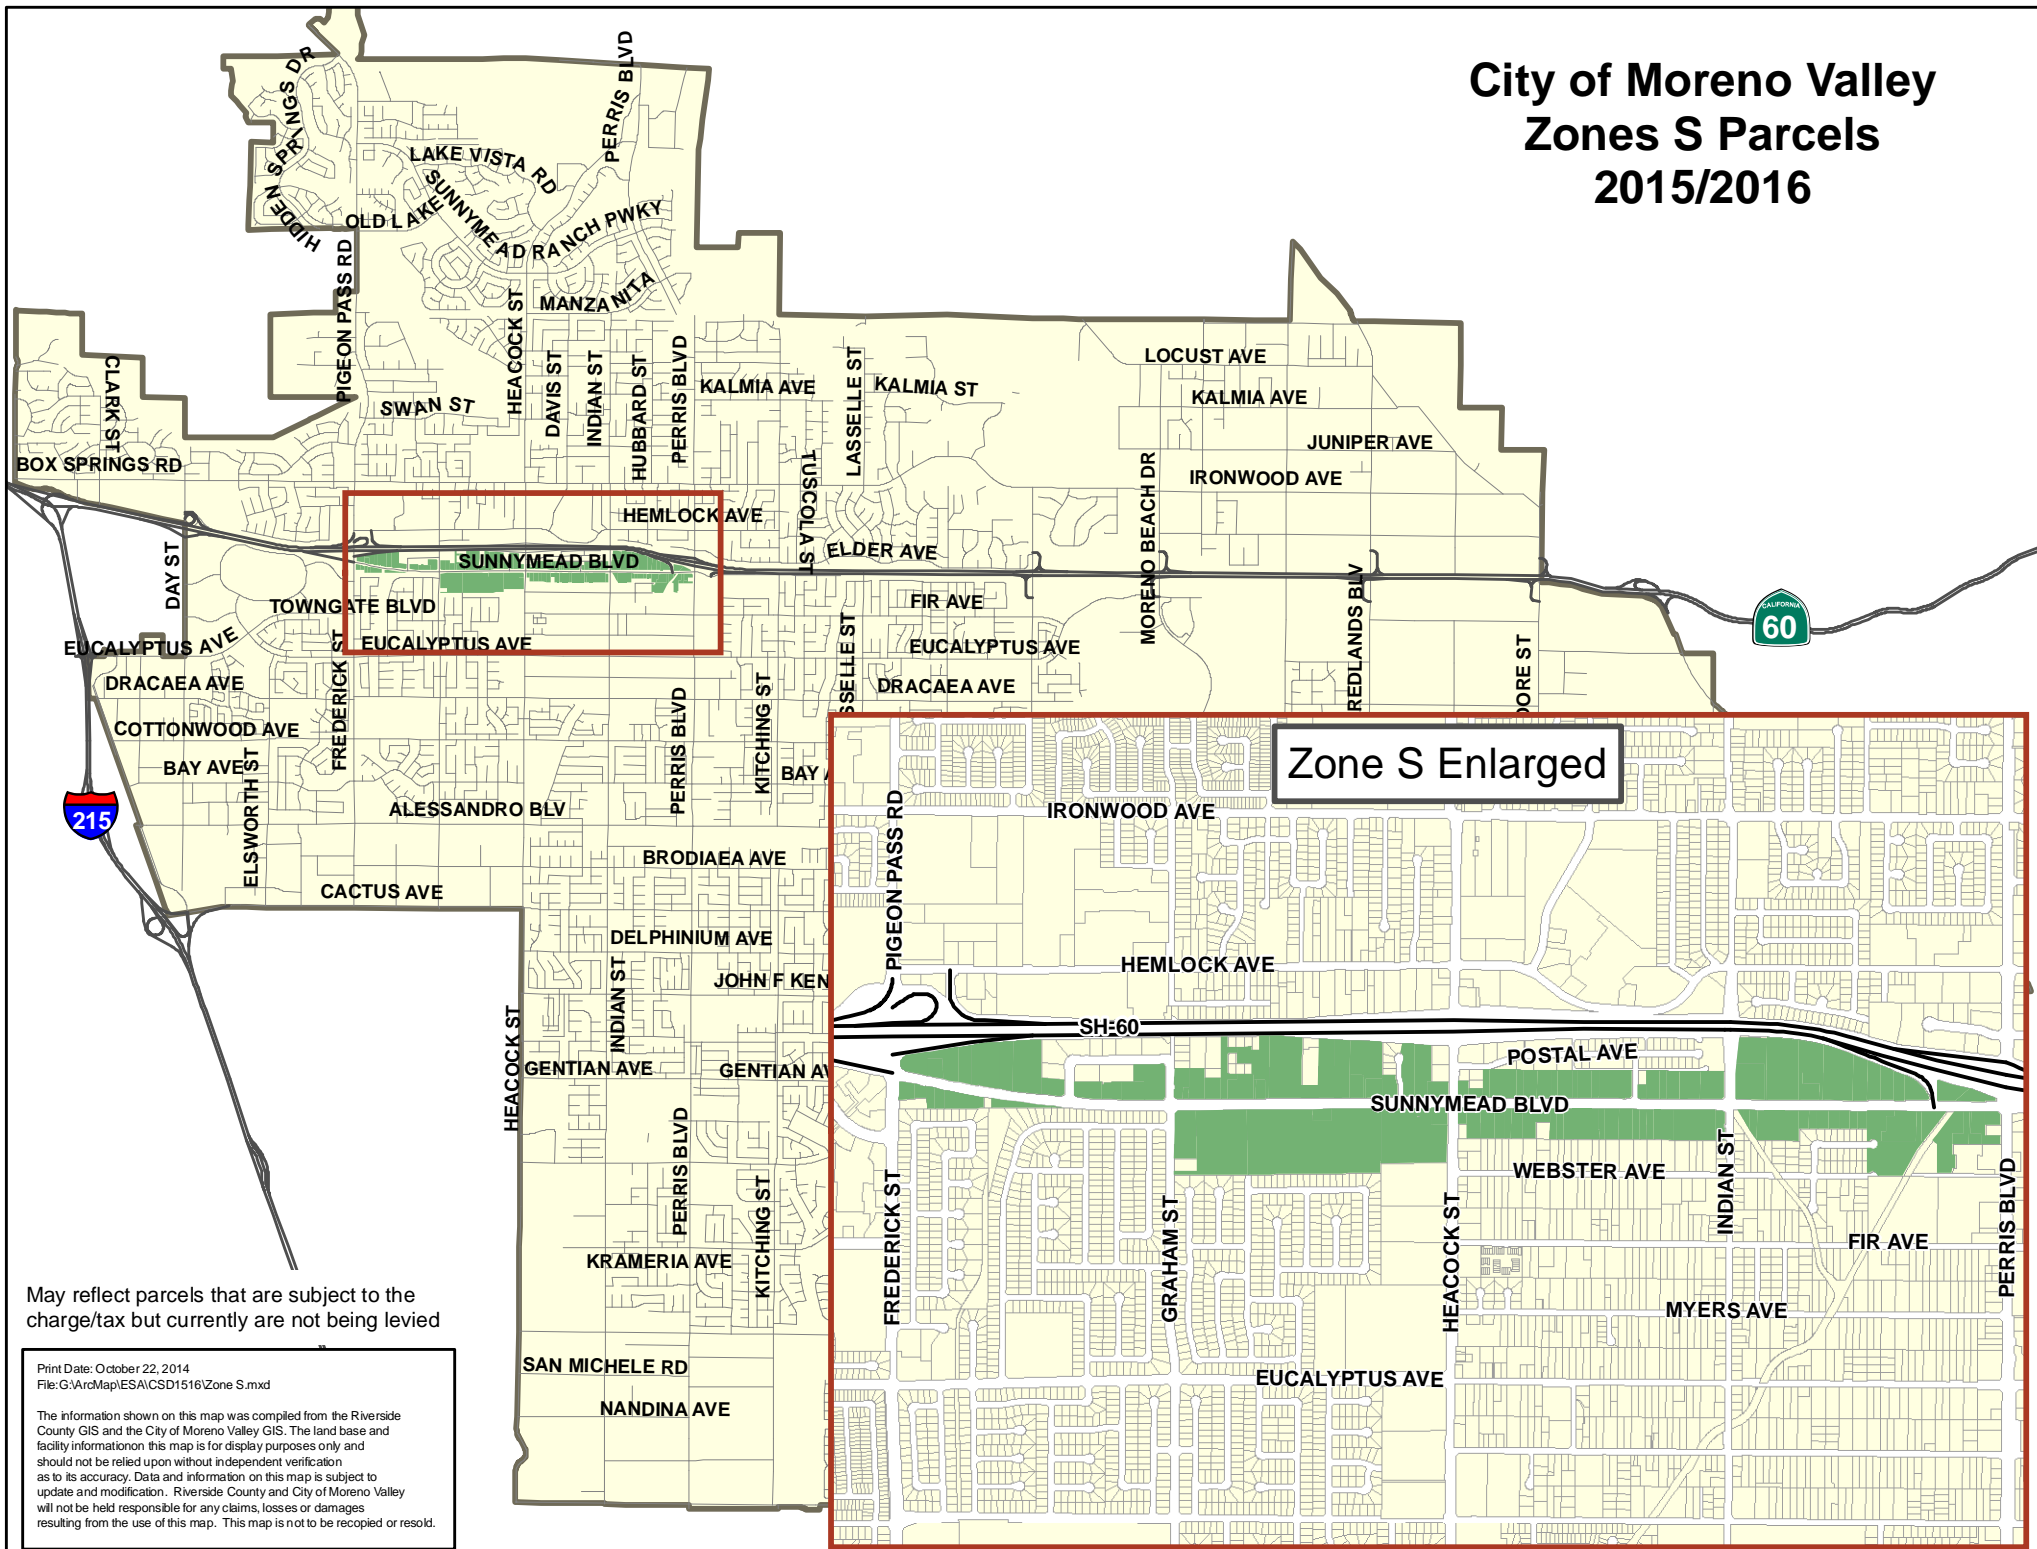 City of Moreno Valley
Zones S Parcels
2015/2016
HIDDEN SPRINGS DR
PERRIS BLVD
LAKE VISTA RD
SUNNYMEAD RANCH PWKY
OLD LAKE
PIGEON PASS RD
MANZANITA
HEACOCK ST
CLARK ST
DAVIS ST
INDIAN ST
HUBBARD ST
PERRIS BLVD
KALMIA AVE
LASSELLE ST
KALMIA ST
LOCUST AVE
KALMIA AVE
SWAN ST
JUNIPER AVE
BOX SPRINGS RD
TUSCOLA ST
MORENO BEACH DR
IRONWOOD AVE
HEMLOCK AVE
DAY ST
SUNNYMEAD BLVD
ELDER AVE
REDLANDS BLV
CALIFORNIA
60
TOWNGATE BLVD
FIR AVE
EUCALYPTUS AVE
FREDERICK ST
EUCALYPTUS AVE
SSELLE ST
EUCALYPTUS AVE
OORE ST
DRACAEA AVE
PERRIS BLVD
KITCHING ST
DRACAEA AVE
COTTONWOOD AVE
BAY AVE
ELSWORTH ST
BAY A
215
ALESSANDRO BLV
BRODIAEA AVE
CACTUS AVE
DELPHINIUM AVE
INDIAN ST
JOHN F KEN
HEACOCK ST
GENTIAN AVE
GENTIAN AV
PERRIS BLVD
KITCHING ST
KRAMERIA AVE
SAN MICHELE RD
NANDINA AVE
Zone S Enlarged
PIGEON PASS RD
IRONWOOD AVE
HEMLOCK AVE
SH-60
POSTAL AVE
SUNNYMEAD BLVD
WEBSTER AVE
INDIAN ST
FREDERICK ST
GRAHAM ST
HEACOCK ST
FIR AVE
PERRIS BLVD
MYERS AVE
EUCALYPTUS AVE
May reflect parcels that are subject to the
charge/tax but currently are not being levied
Print Date: October 22, 2014
File:G:\ArcMap\ESA\CSD1516\Zone S.mxd
The information shown on this map was compiled from the Riverside
County GIS and the City of Moreno Valley GIS. The land base and
facility informationon this map is for display purposes only and
should not be relied upon without independent verification
as to its accuracy. Data and information on this map is subject to
update and modification. Riverside County and City of Moreno Valley
will not be held responsible for any claims, losses or damages
resulting from the use of this map. This map is not to be recopied or resold.